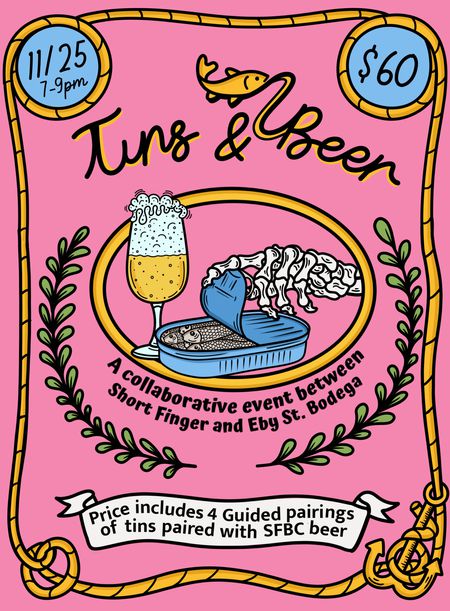 11/25
7-9pm
$60
Tins & Beer
A collaborative event between
Short Finger and Eby St. Bodega
Price includes 4 Guided pairings
of tins paired with SFBC beer